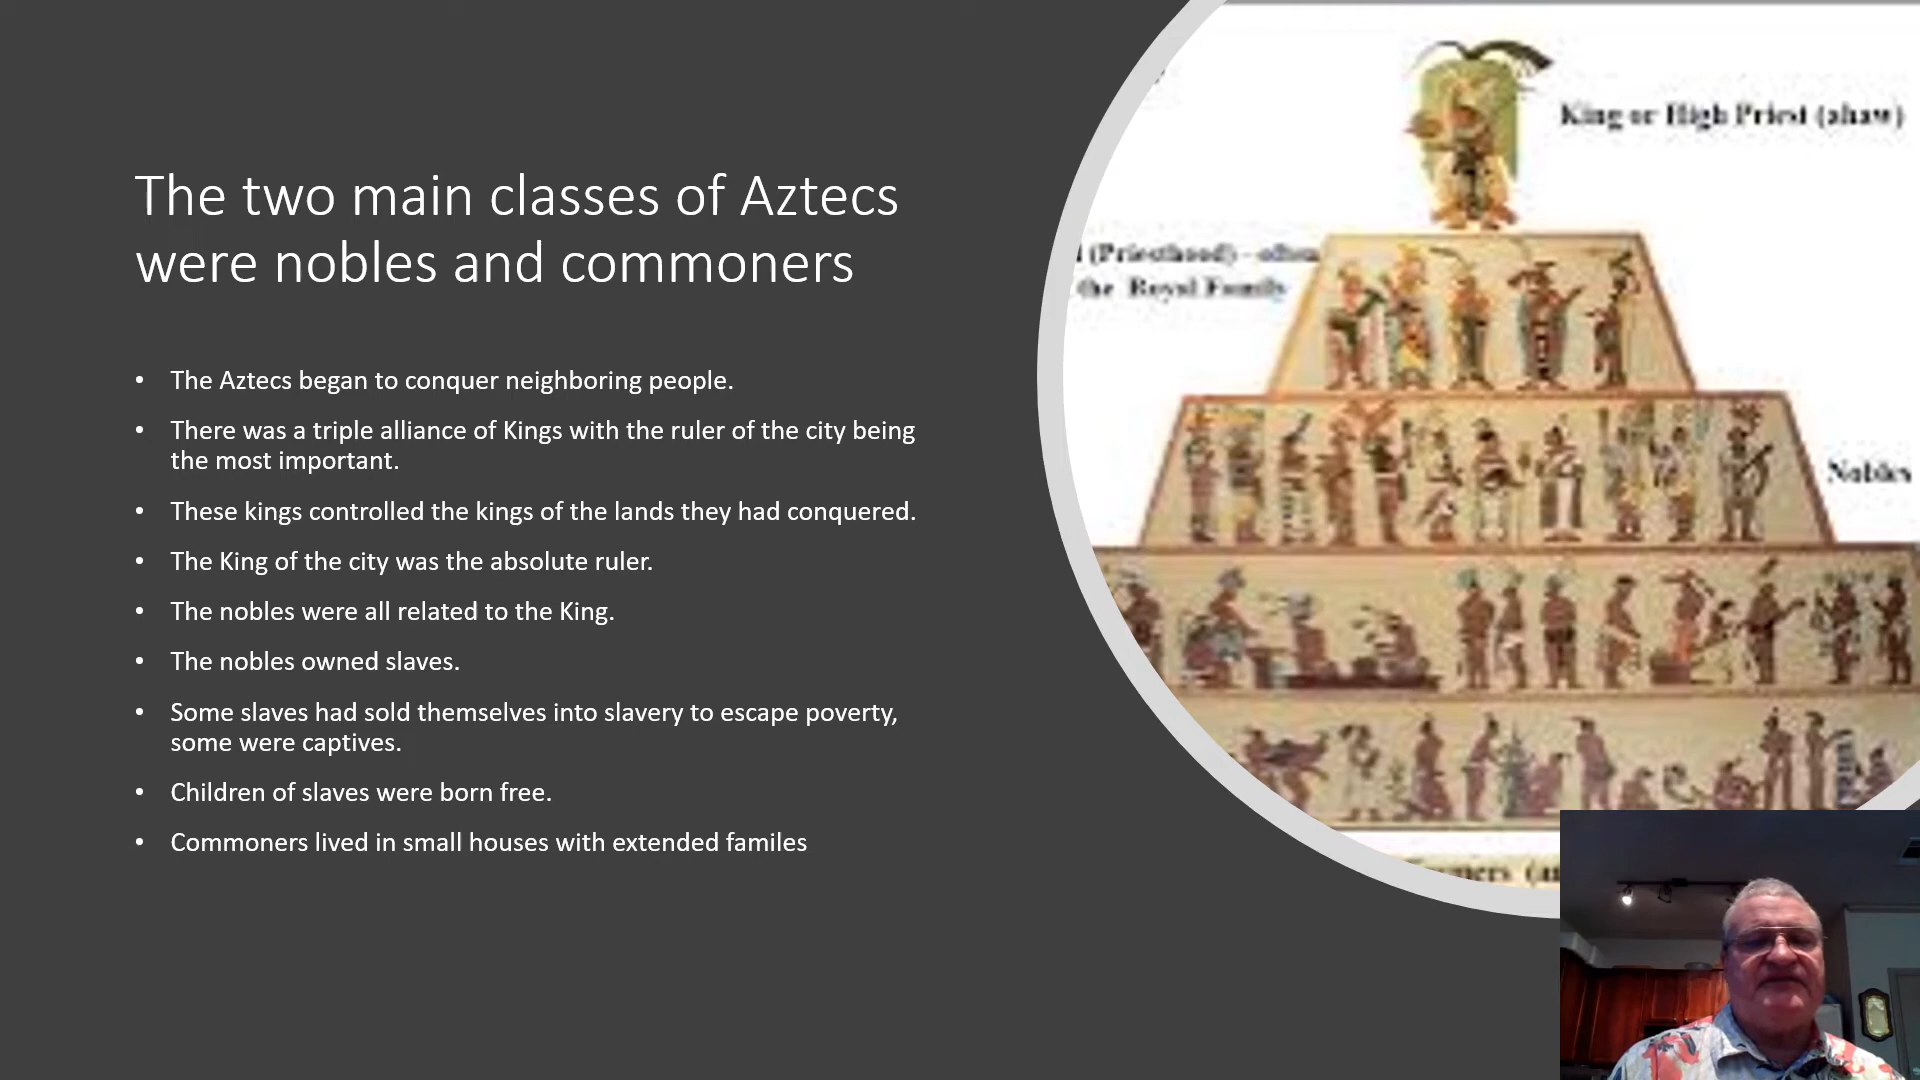 The two main classes of Aztecs
were nobles and commoners
• The Aztecs began to conquer neighboring people.
• There was a triple alliance of Kings with the ruler of the city being
the most important.
• These kings controlled the kings of the lands they had conquered.
• The King of the city was the absolute ruler.
• The nobles were all related to the King.
• The nobles owned slaves.
• Some slaves had sold themselves into slavery to escape poverty,
some were captives.
• Children of slaves were born free.
• Commoners lived in small houses with extended familes
King or High Priest (ahaw)
(Priesthood) - often
the Royal Family
Nobles